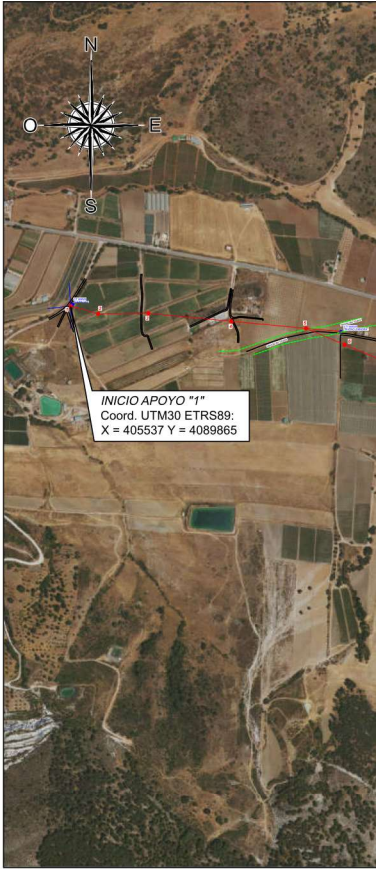 N
O
E
S
INICIO APOYO "1"
Coord. UTM30 ETRS89:
X = 405537 Y = 4089865